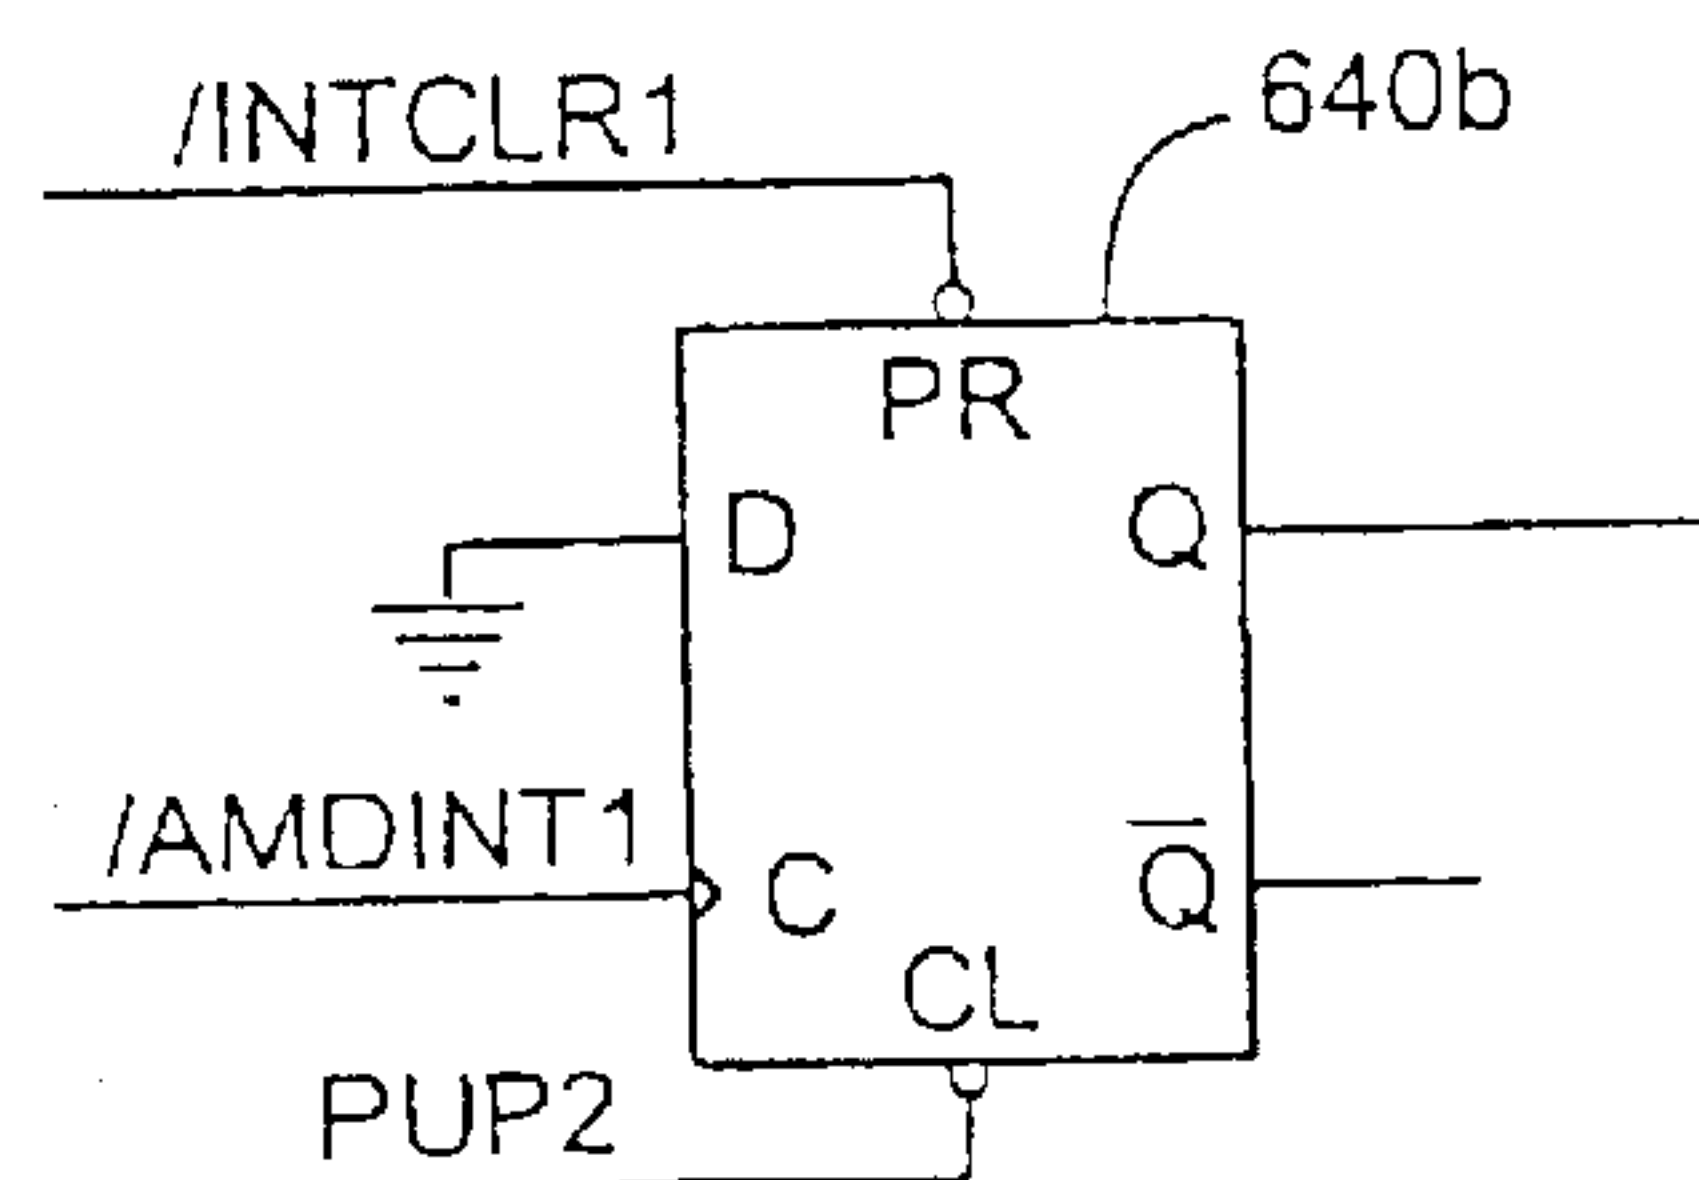 /INTCLR1
640b
PR
D
Q
/AMDINT1
C
Q̅
CL
PUP2